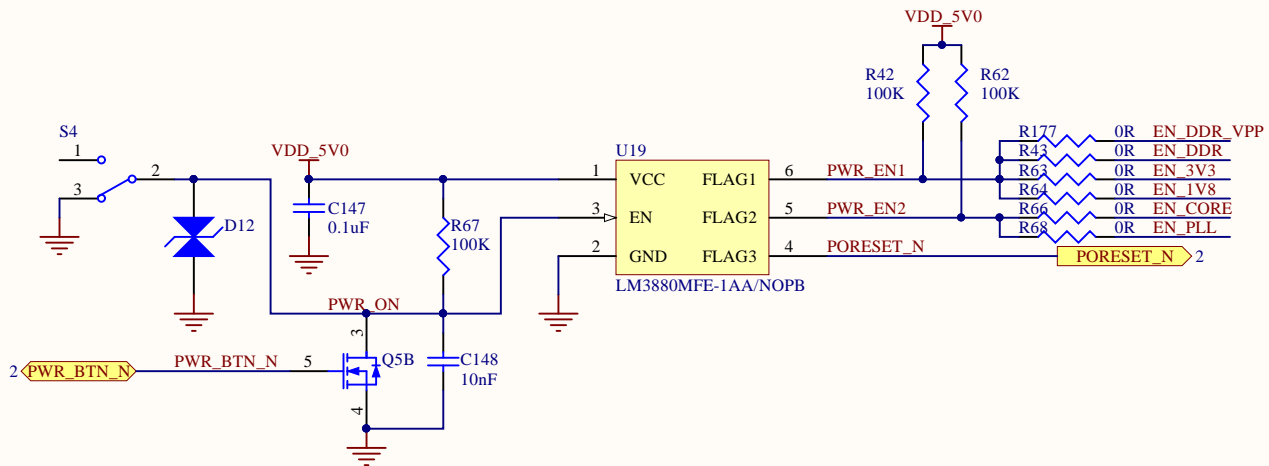 VDD_5V0
R42
100K
R62
100K
S4
1
2
3
VDD_5V0
U19
R177 0R EN_DDR_VPP
R43 0R EN_DDR
R63 0R EN_3V3
R64 0R EN_1V8
R66 0R EN_CORE
R68 0R EN_PLL
1 VCC FLAG1 6 PWR_EN1
3 EN FLAG2 5 PWR_EN2
2 GND FLAG3 4 PORESET_N
PORESET_N 2
LM3880MFE-1AA/NOPB
D12
C147
0.1uF
R67
100K
PWR_ON
3
2 PWR_BTN_N PWR_BTN_N 5
Q5B
4
C148
10nF